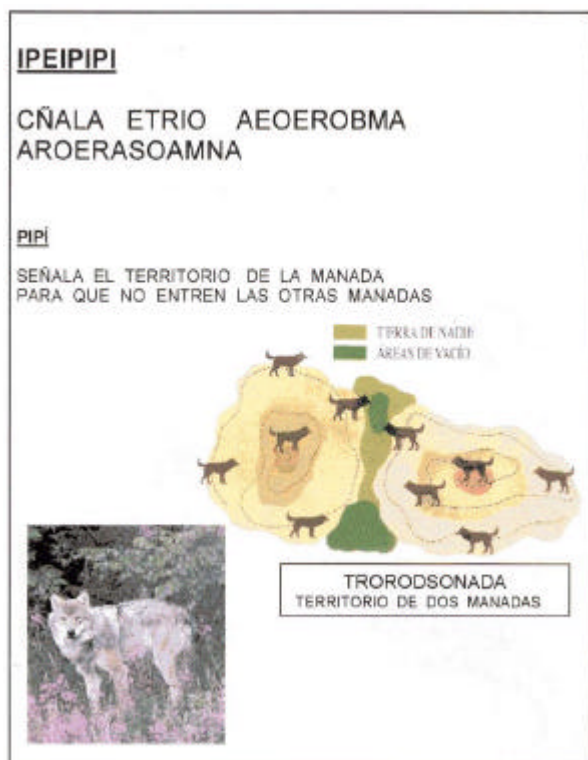 IPEIPIPI
CÑALA ETRIO AEOEROBMA
AROERASOAMNA
PIPÍ
SEÑALA EL TERRITORIO DE LA MANADA
PARA QUE NO ENTREN LAS OTRAS MANADAS
TIERRA DE NADIE
ÁREAS DE VACÍO
TRORODSONADA
TERRITORIO DE DOS MANADAS